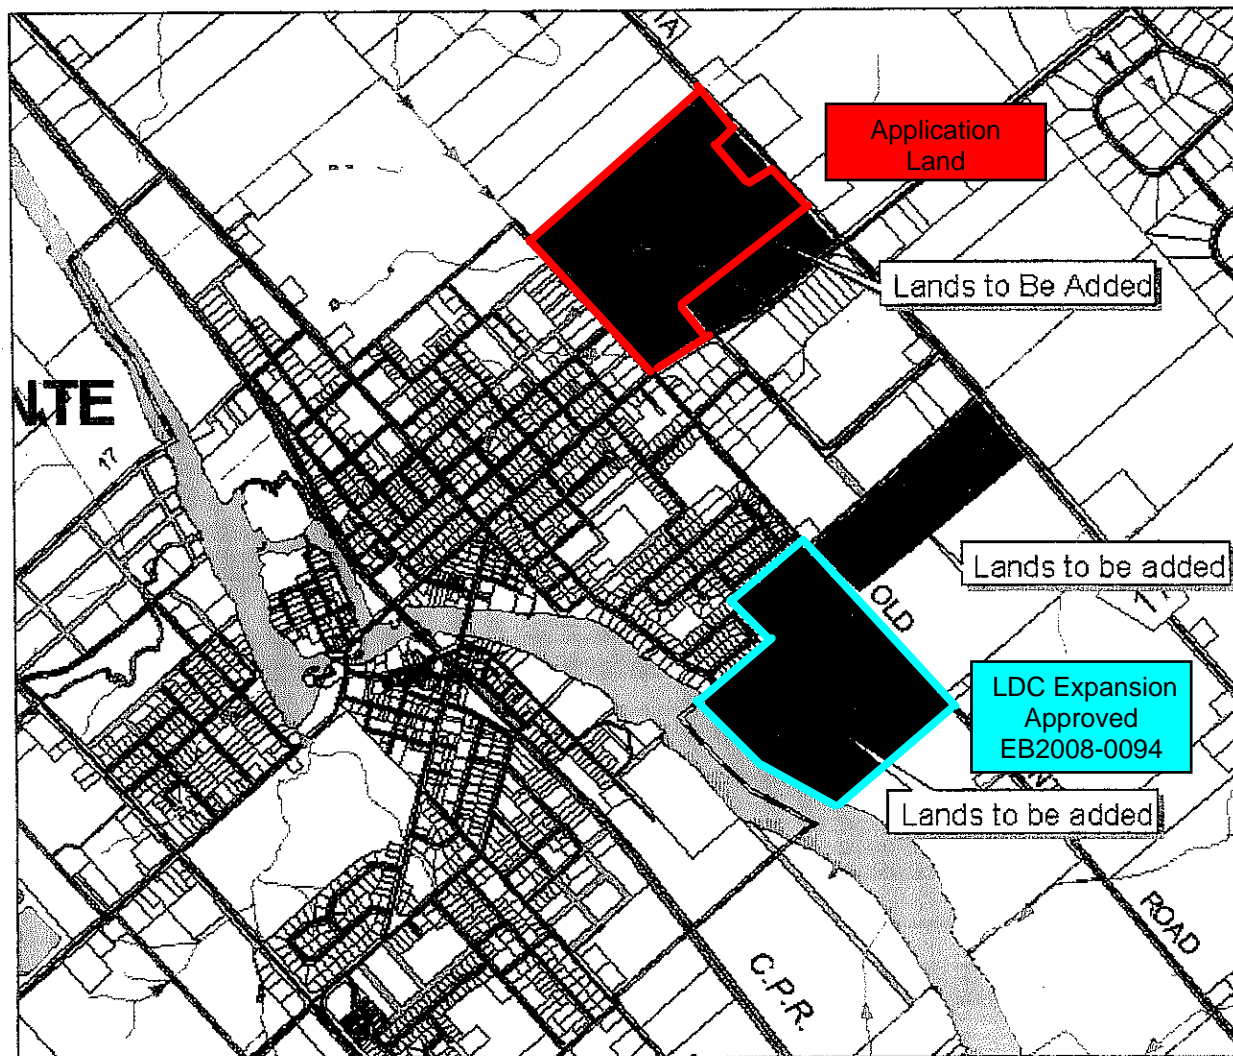 IA
Application
Land
Lands to Be Added
NTE
17
Lands to be added
OLD
LDC Expansion
Approved
EB2008-0094
Lands to be added
ROAD
C.P.R.